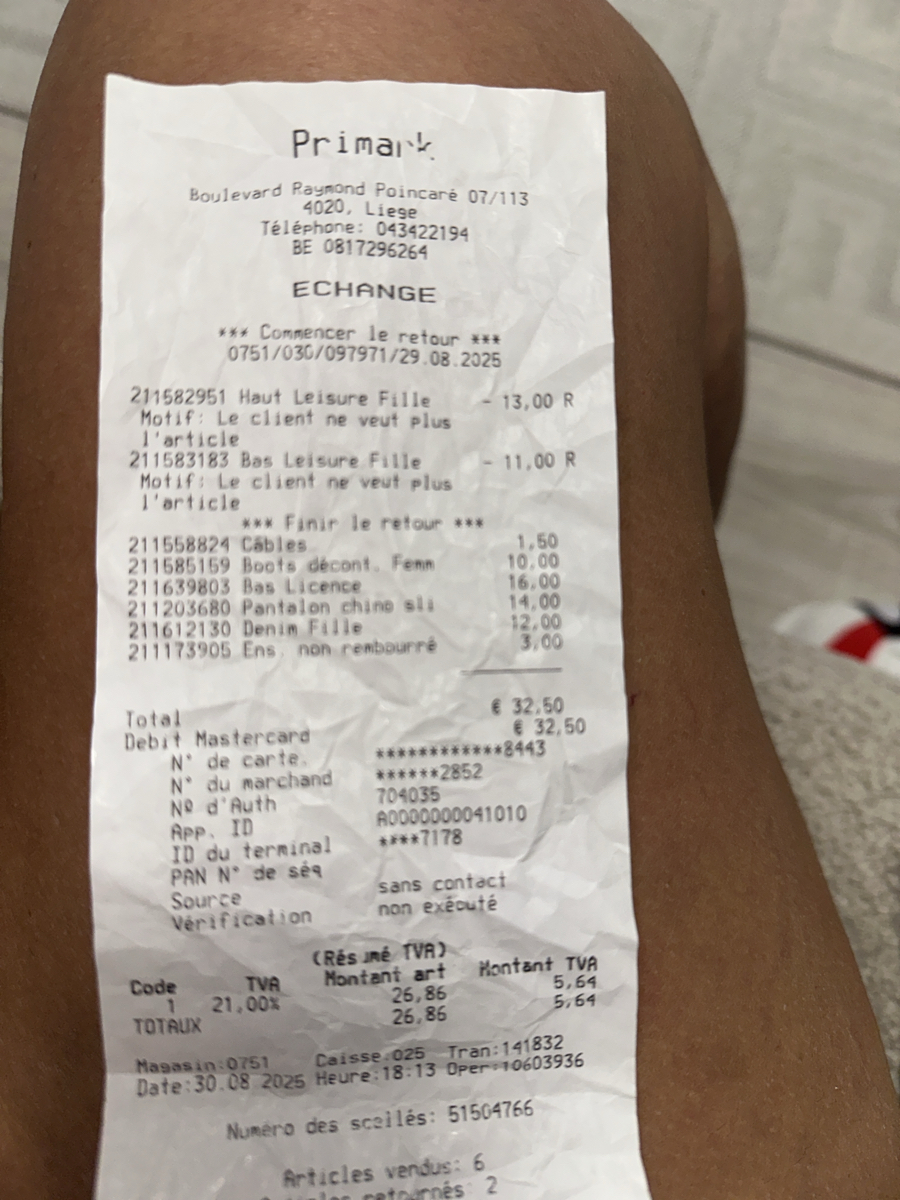 Primark
Boulevard Raymond Poincaré 07/113
4020, Liege
Téléphone: 043422194
BE 0817296264
ECHANGE
*** Commencer le retour ***
0751/030/097971/29.08.2025
211582951 Haut Leisure Fille - 13,00 R
Motif: Le client ne veut plus
l'article
211583183 Bas Leisure Fille - 11,00 R
Motif: Le client ne veut plus
l'article
*** Finir le retour ***
211558824 Câbles 1,50
211585159 Boots décont. Femm 10,00
211639803 Bas Licence 16,00
211203680 Pantalon chino sli 14,00
211612130 Denim Fille 12,00
211173905 Ens. non rembourré 3,00
Total € 32,50
Debit Mastercard € 32,50
N° de carte. ************8443
N° du marchand ******2852
Nº d'Auth 704035
App. ID A0000000041010
ID du terminal ****7178
PAN N° de séq
Source sans contact
Vérification non exécuté
(Résumé TVA)
Code TVA Montant art Montant TVA
1 21,00% 26,86 5,64
TOTAUX 26,86 5,64
Magasin:0751 Caisse:025 Tran:141832
Date:30.08.2025 Heure:18:13 Oper:10603936
Numéro des scellés: 51504766
Articles vendus: 6
Articles retournés: 2